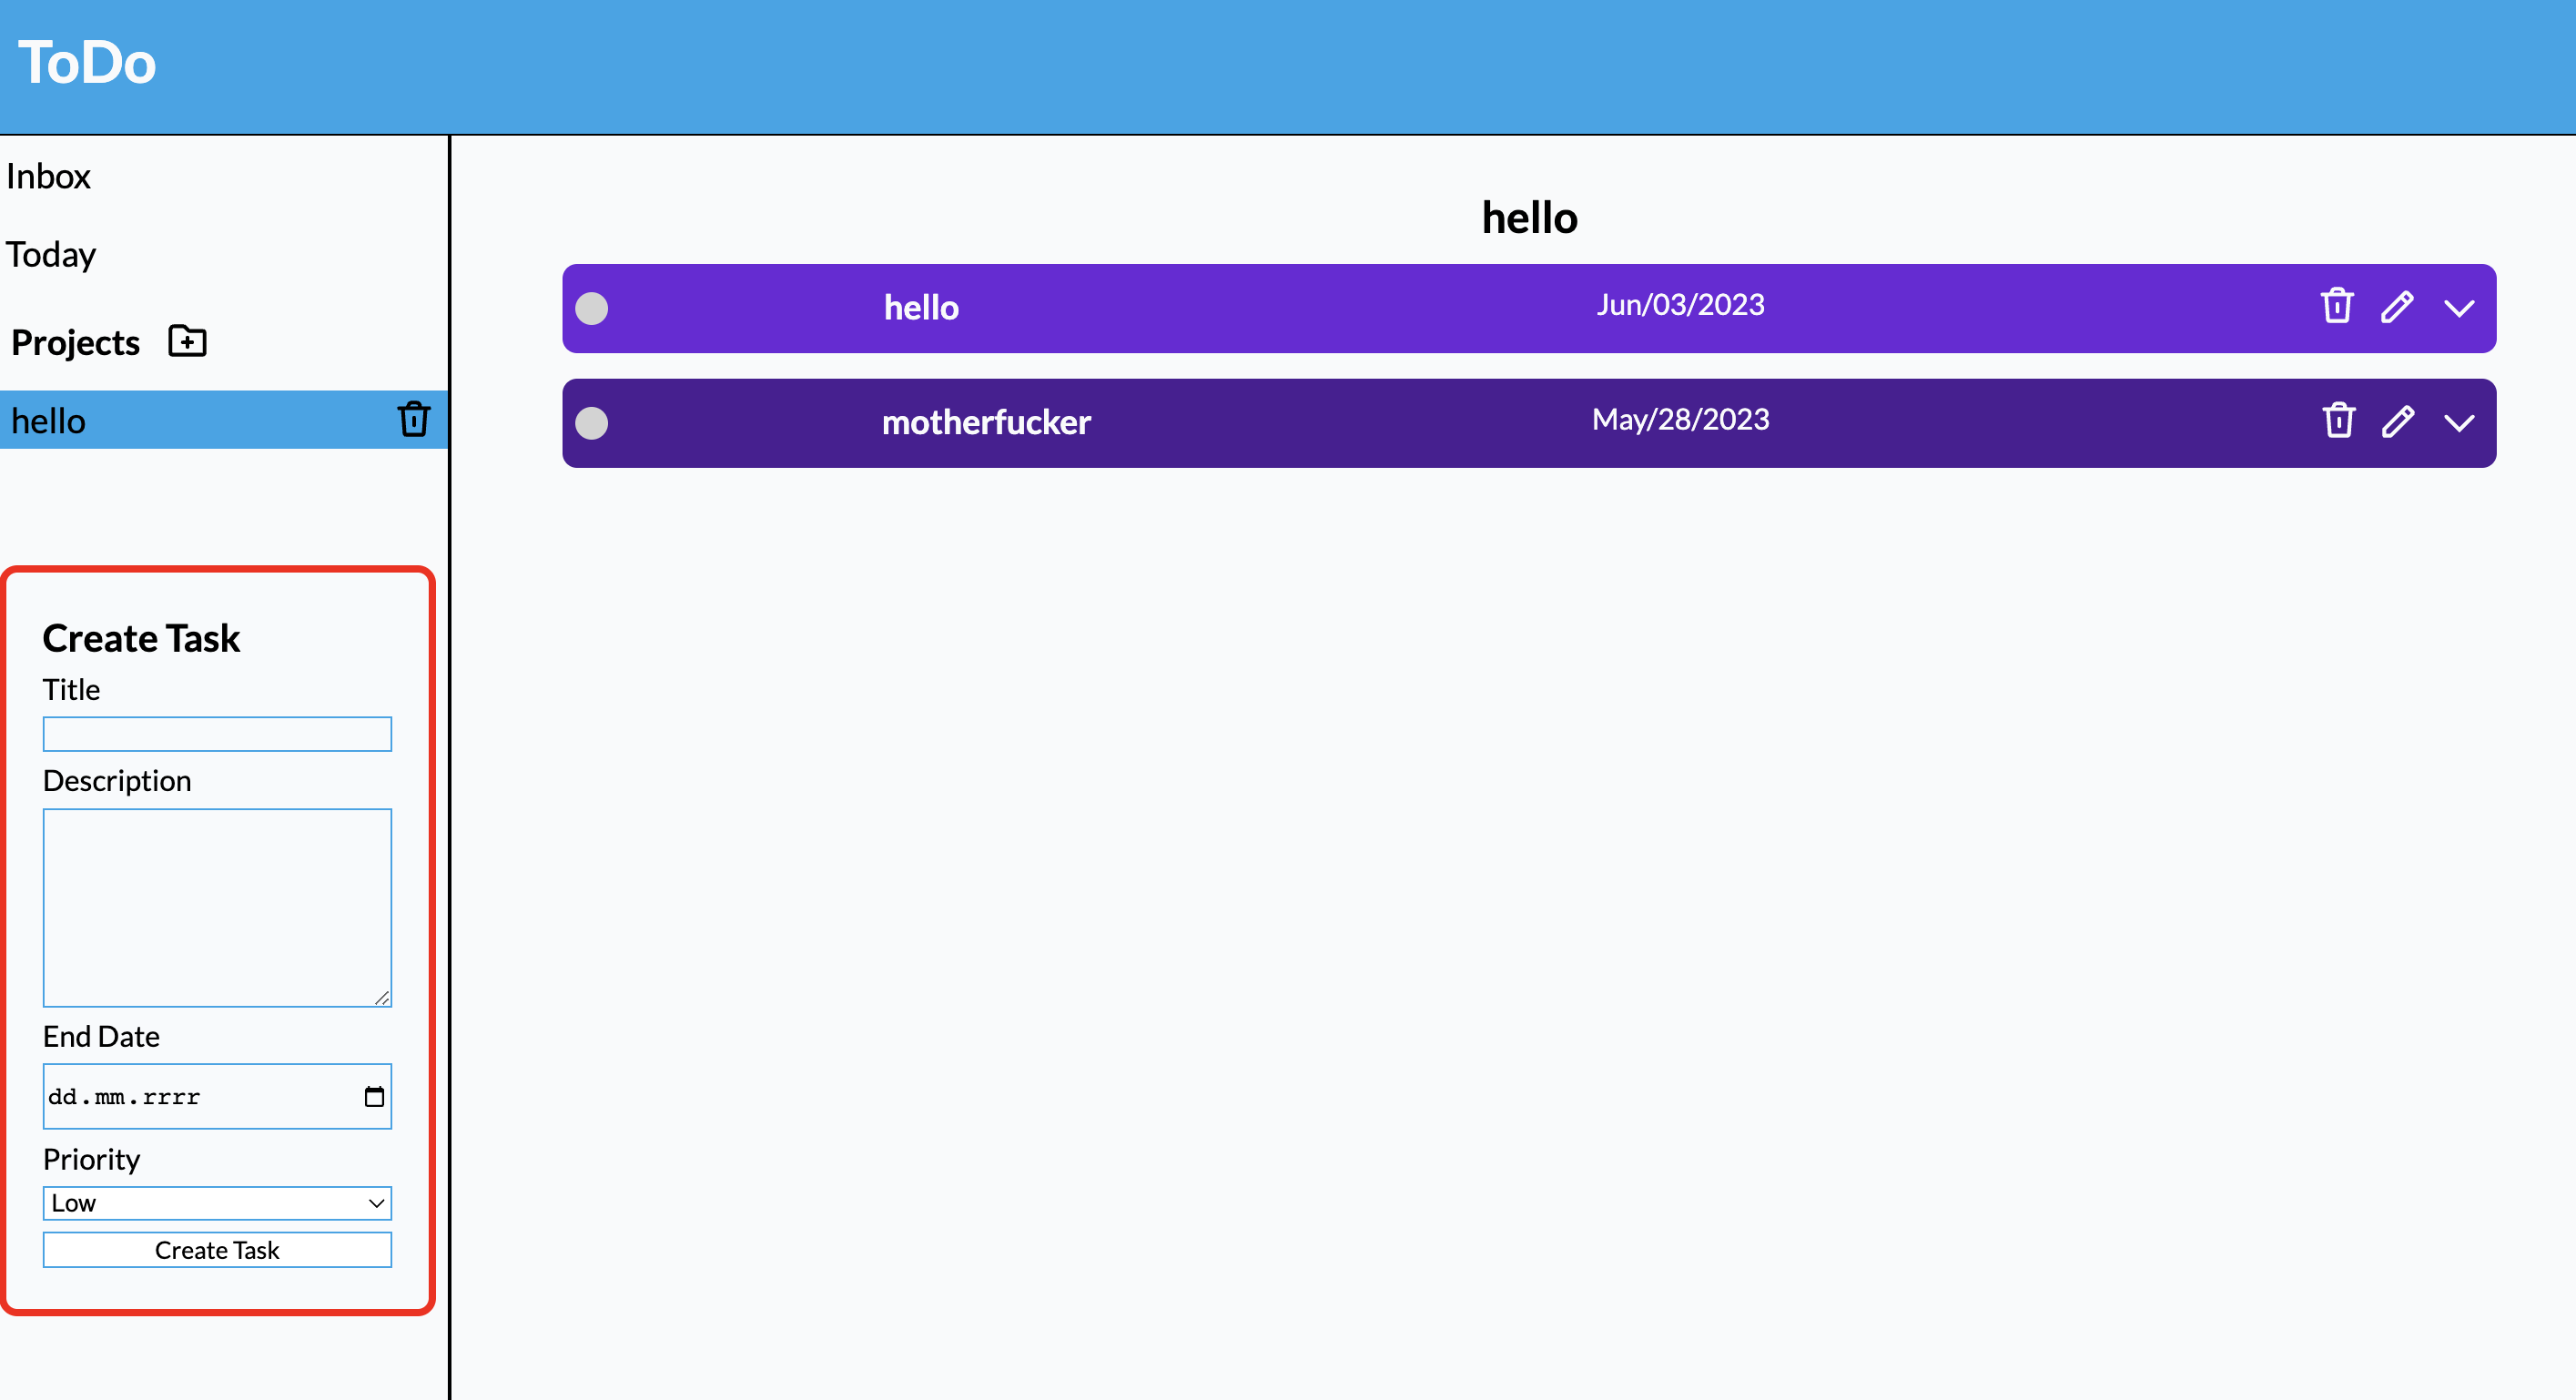 ToDo
Inbox
Today
Projects
hello
Create Task
Title
Description
End Date
dd.mm.rrrr
Priority
Low
Create Task
hello
hello Jun/03/2023
motherfucker May/28/2023